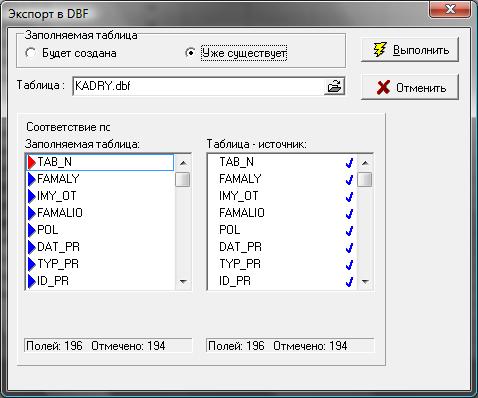 Экспорт в DBF
Заполняемая таблица
Будет создана
Уже существует
Выполнить
Таблица :
KADRY.dbf
Отменить
Соответствие пс
Заполняемая таблица:
Таблица - источник:
TAB_N
TAB_N
FAMALY
FAMALY
IMY_OT
IMY_OT
FAMALIO
FAMALIO
POL
POL
DAT_PR
DAT_PR
TYP_PR
TYP_PR
ID_PR
ID_PR
Полей: 196 Отмечено: 194
Полей: 196 Отмечено: 194